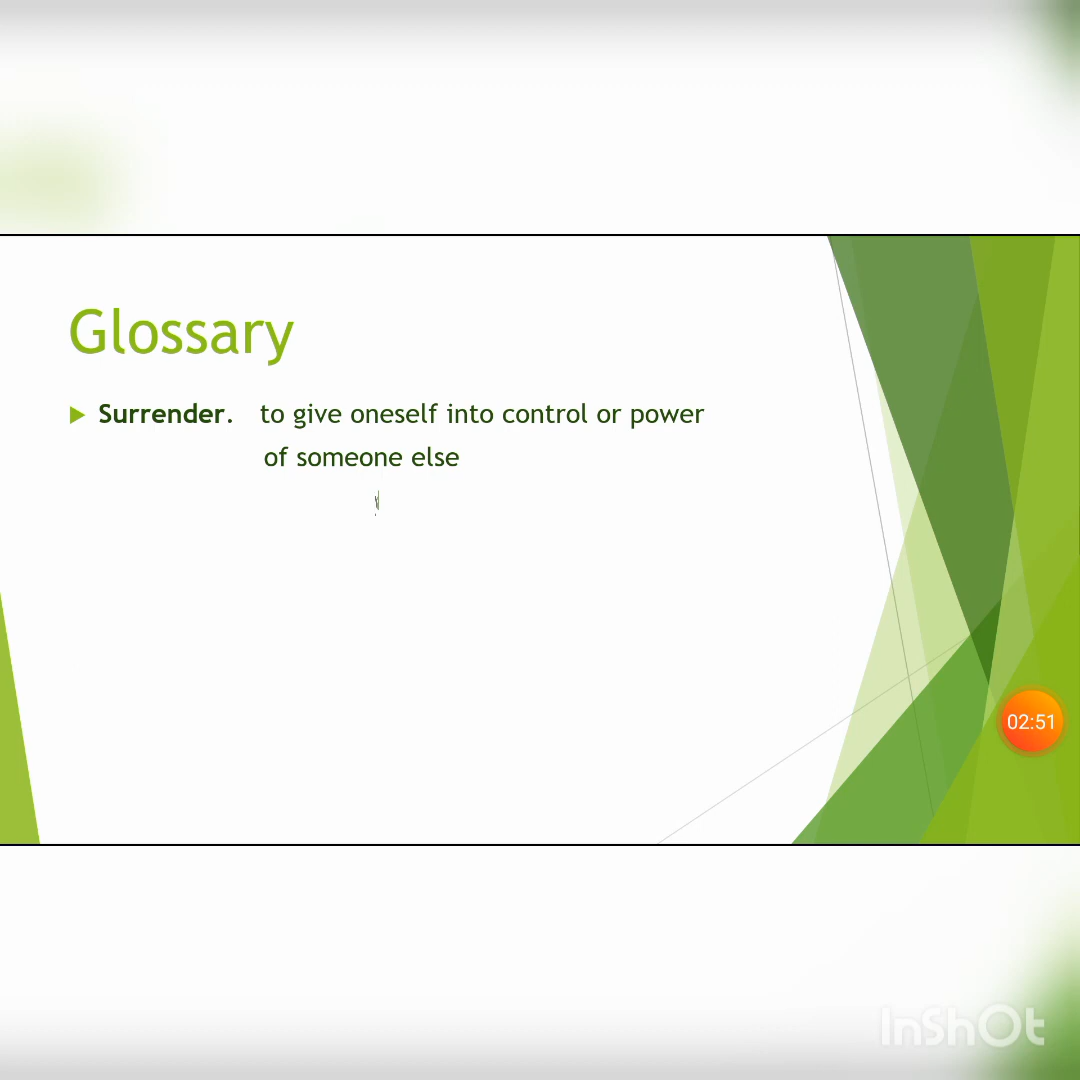 Glossary
Surrender. to give oneself into control or power
of someone else
02:51
InShOt